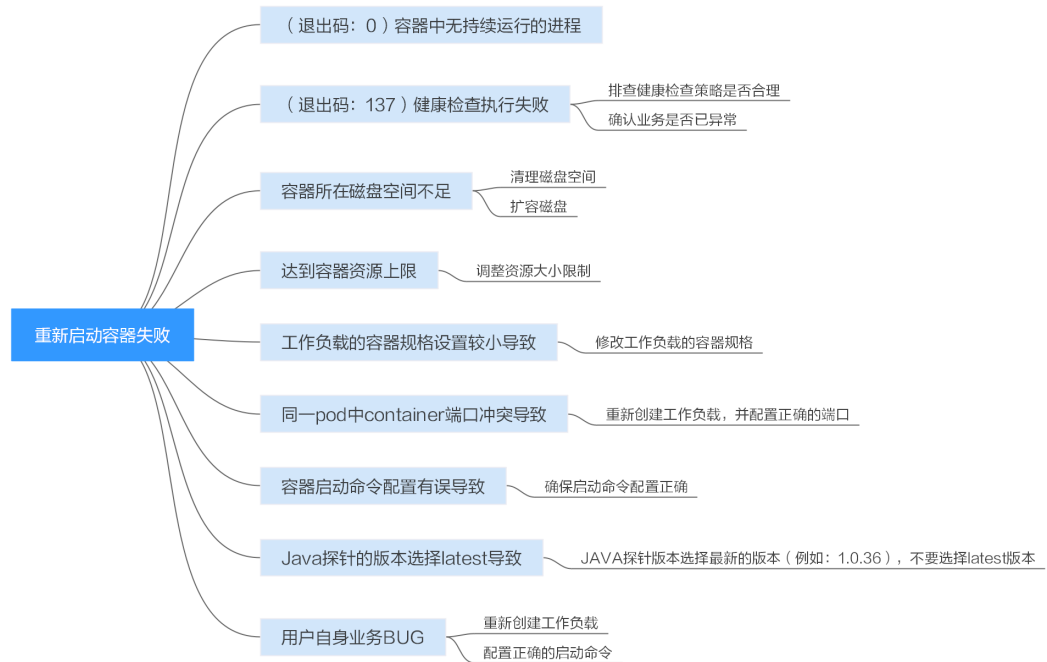 （退出码：0）容器中无持续运行的进程
（退出码：137）健康检查执行失败
排查健康检查策略是否合理
确认业务是否已异常
容器所在磁盘空间不足
清理磁盘空间
扩容磁盘
达到容器资源上限
调整资源大小限制
重新启动容器失败
工作负载的容器规格设置较小导致
修改工作负载的容器规格
同一pod中container端口冲突导致
重新创建工作负载，并配置正确的端口
容器启动命令配置有误导致
确保启动命令配置正确
Java探针的版本选择latest导致
JAVA探针版本选择最新的版本（例如：1.0.36），不要选择latest版本
用户自身业务BUG
重新创建工作负载
配置正确的启动命令